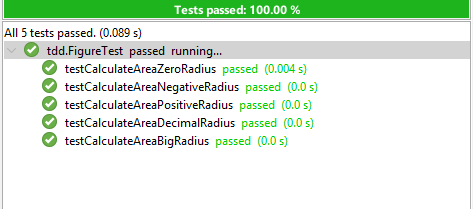 Tests passed: 100.00 %
All 5 tests passed. (0.089 s)
tdd.FigureTest passed running...
testCalculateAreaZeroRadius passed (0.004 s)
testCalculateAreaNegativeRadius passed (0.0 s)
testCalculateAreaPositiveRadius passed (0.0 s)
testCalculateAreaDecimalRadius passed (0.0 s)
testCalculateAreaBigRadius passed (0.0 s)